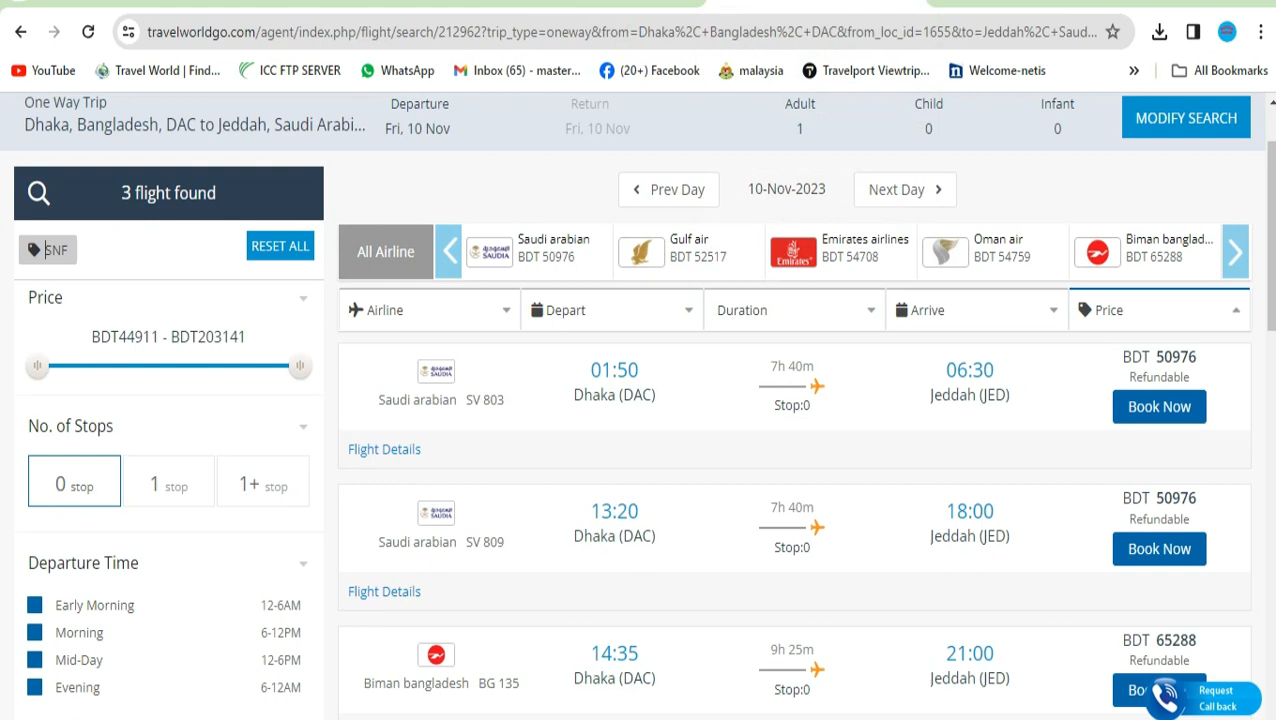 travelworldgo.com/agent/index.php/flight/search/212962?trip_type=oneway&from=Dhaka%2C+Bangladesh%2C+DAC&from_loc_id=1655&to=Jeddah%2C+Saud...
YouTube Travel World | Find... ICC FTP SERVER WhatsApp Inbox (65) - master... (20+) Facebook malaysia Travelport Viewtrip... Welcome-netis » All Bookmarks
One Way Trip Departure Return Adult Child Infant
Dhaka, Bangladesh, DAC to Jeddah, Saudi Arabi... Fri, 10 Nov Fri, 10 Nov 1 0 0 MODIFY SEARCH
3 flight found
Prev Day 10-Nov-2023 Next Day
SNF RESET ALL
All Airline
Saudi arabian Gulf air Emirates airlines Oman air Biman banglad...
BDT 50976 BDT 52517 BDT 54708 BDT 54759 BDT 65288
Emirates
Price
BDT44911 - BDT203141
Airline Depart Duration Arrive Price
SAUDIA 01:50 7h 40m 06:30 BDT 50976
Saudi arabian SV 803 Dhaka (DAC) Stop:0 Jeddah (JED) Refundable
Book Now
Flight Details
No. of Stops
0 stop 1 stop 1+ stop
SAUDIA 13:20 7h 40m 18:00 BDT 50976
Saudi arabian SV 809 Dhaka (DAC) Stop:0 Jeddah (JED) Refundable
Book Now
Flight Details
Departure Time
Early Morning 12-6AM
Morning 6-12PM
Mid-Day 12-6PM
Evening 6-12AM
14:35 9h 25m 21:00 BDT 65288
Biman bangladesh BG 135 Dhaka (DAC) Stop:0 Jeddah (JED) Refundable
Request
Call back